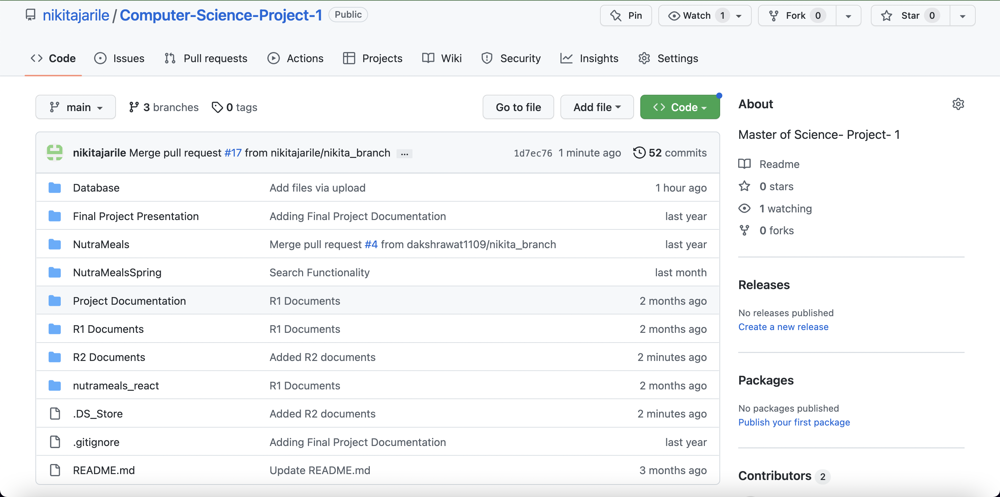 nikitajarile / Computer-Science-Project-1 Public Pin Watch 1 Fork 0 Star 0
Code Issues Pull requests Actions Projects Wiki Security Insights Settings
main 3 branches 0 tags Go to file Add file Code
nikitajarile Merge pull request #17 from nikitajarile/nikita_branch ... 1d7ec76 1 minute ago 52 commits
Database Add files via upload 1 hour ago
Final Project Presentation Adding Final Project Documentation last year
NutraMeals Merge pull request #4 from dakshrawat1109/nikita_branch last year
NutraMealsSpring Search Functionality last month
Project Documentation R1 Documents 2 months ago
R1 Documents R1 Documents 2 months ago
R2 Documents Added R2 documents 2 minutes ago
nutrameals_react R1 Documents 2 months ago
.DS_Store Added R2 documents 2 minutes ago
.gitignore Adding Final Project Documentation last year
README.md Update README.md 3 months ago
About
Master of Science- Project- 1
Readme
0 stars
1 watching
0 forks
Releases
No releases published
Create a new release
Packages
No packages published
Publish your first package
Contributors 2